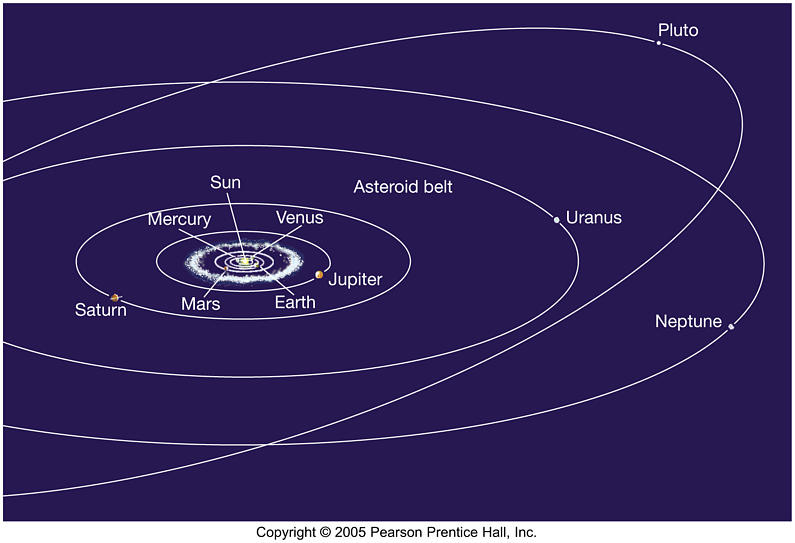 Pluto
Sun
Asteroid belt
Mercury
Venus
Uranus
Jupiter
Saturn
Mars
Earth
Neptune
Copyright © 2005 Pearson Prentice Hall, Inc.